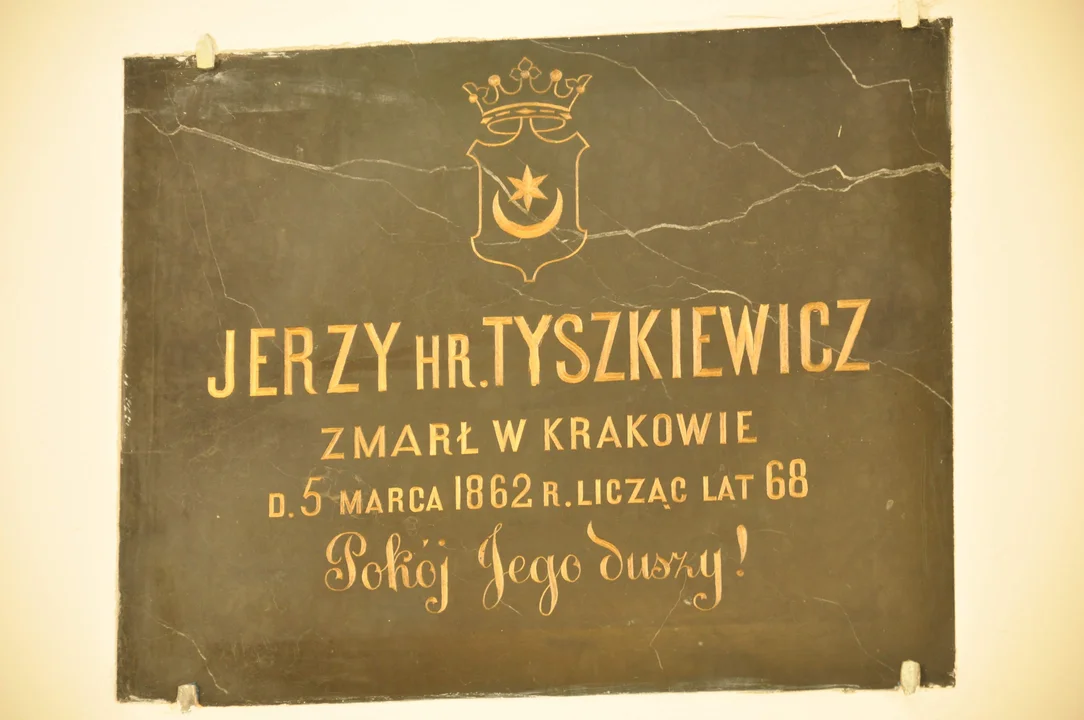 JERZY HR. TYSZKIEWICZ
ZMARŁ W KRAKOWIE
D. 5 MARCA 1862 R. LICZĄC LAT 68
Pokój Jego duszy!